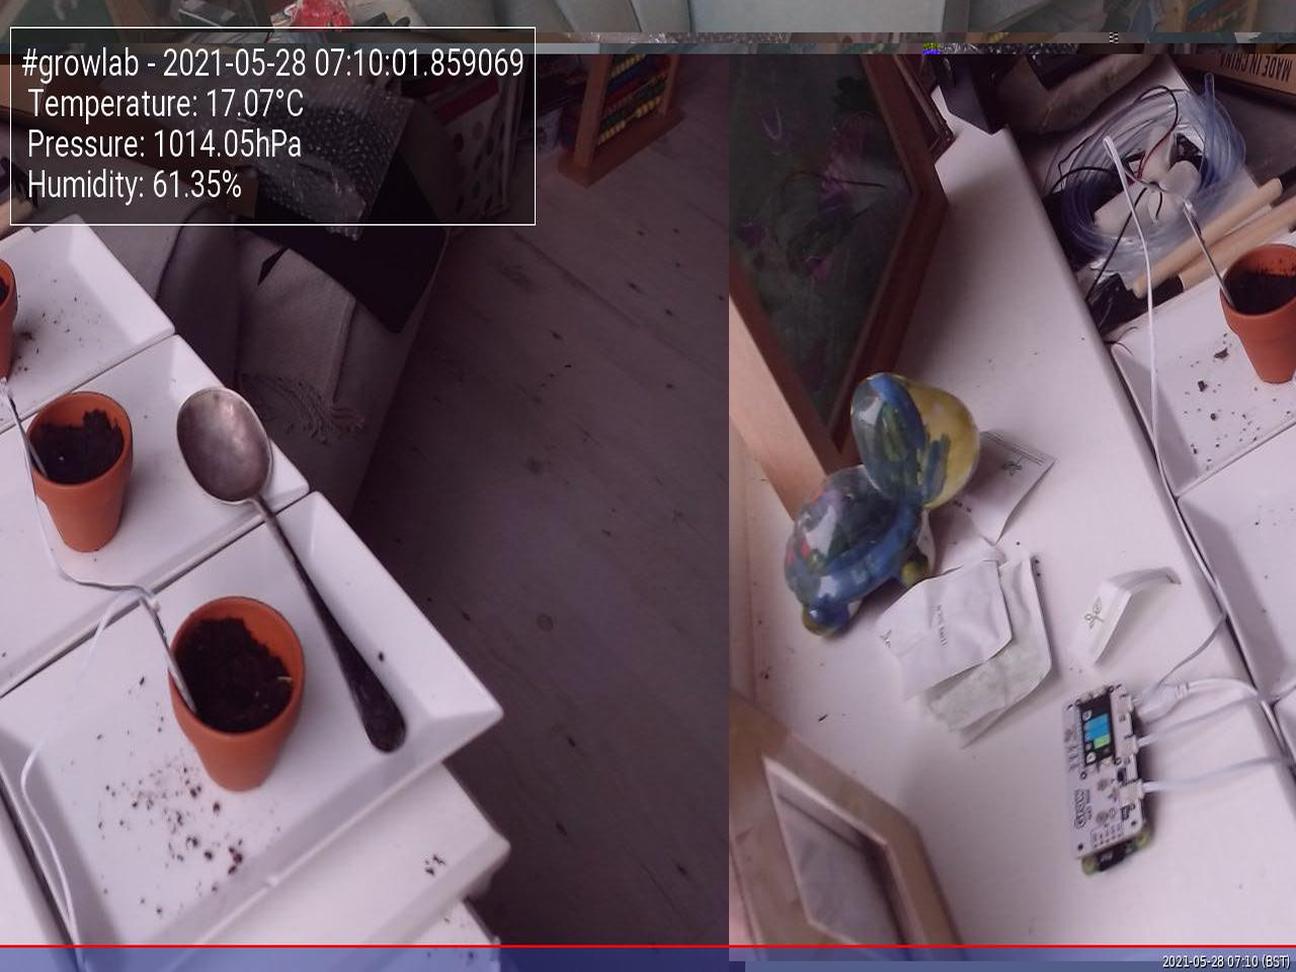 #growlab - 2021-05-28 07:10:01.859069
Temperature: 17.07°C
Pressure: 1014.05hPa
Humidity: 61.35%
MADE IN CHINA
2021-05-28 07:10 (BST)